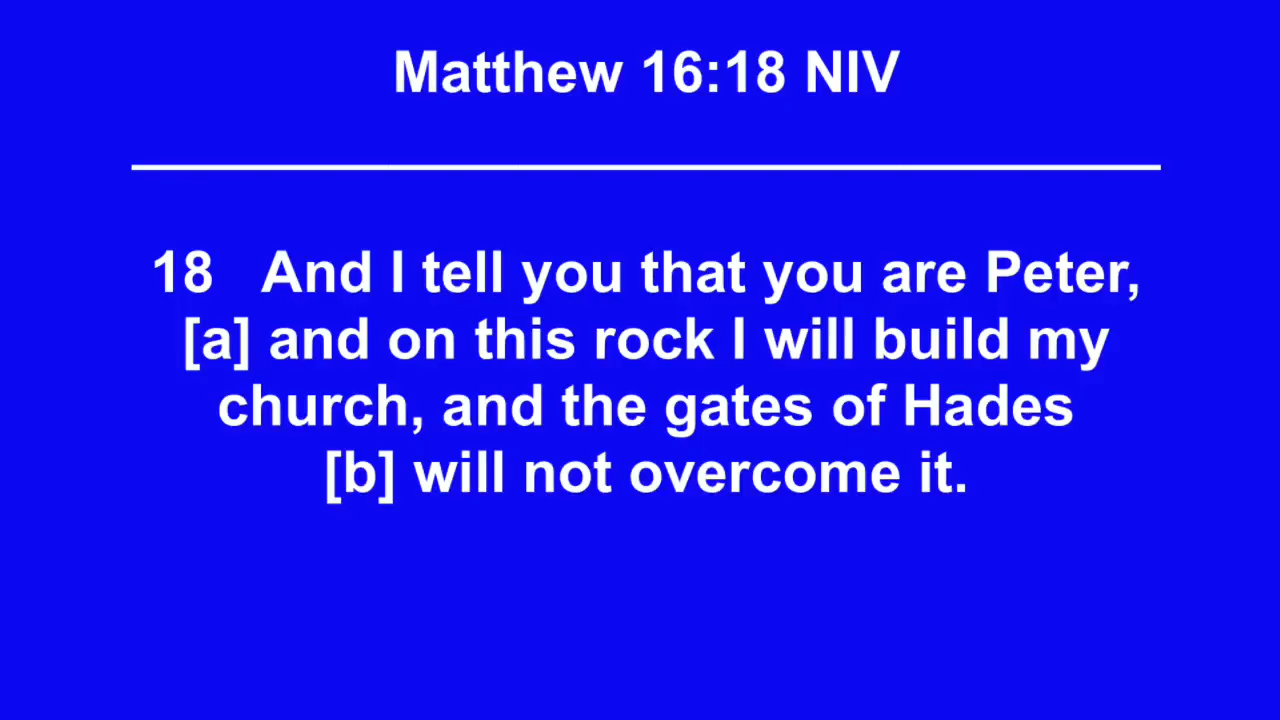 Matthew 16:18 NIV
18 And I tell you that you are Peter,
[a] and on this rock I will build my
church, and the gates of Hades
[b] will not overcome it.